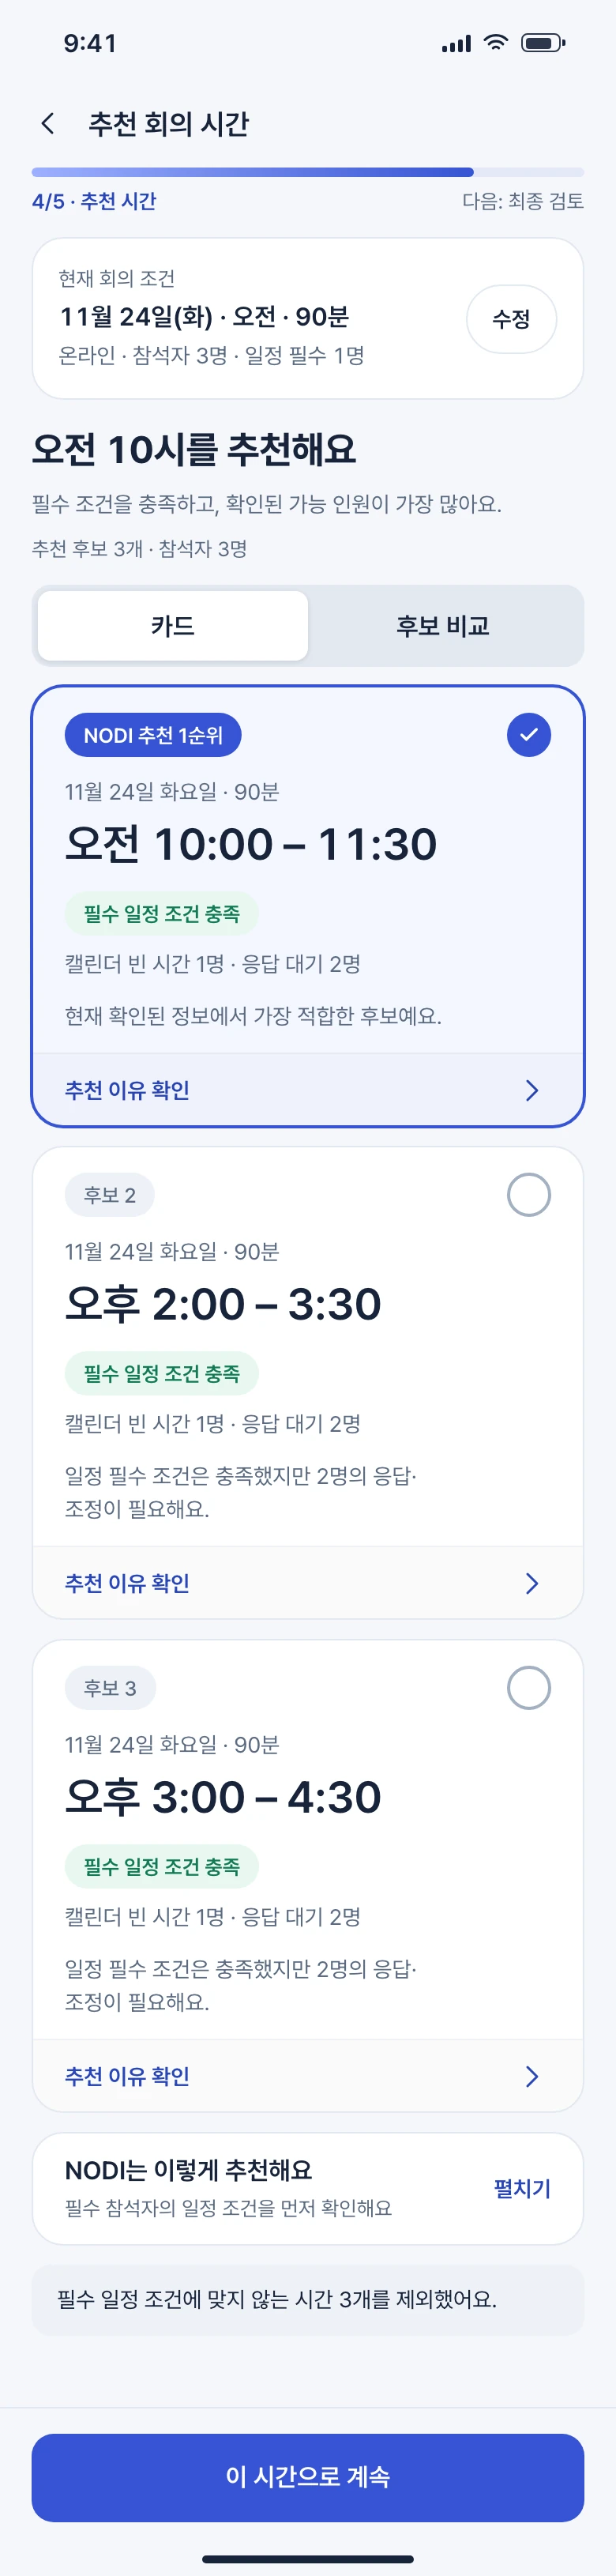 9:41
추천 회의 시간
4/5 · 추천 시간
다음: 최종 검토
현재 회의 조건
11월 24일(화) · 오전 · 90분
온라인 · 참석자 3명 · 일정 필수 1명
수정
오전 10시를 추천해요
필수 조건을 충족하고, 확인된 가능 인원이 가장 많아요.
추천 후보 3개 · 참석자 3명
카드
후보 비교
NODI 추천 1순위
11월 24일 화요일 · 90분
오전 10:00 – 11:30
필수 일정 조건 충족
캘린더 빈 시간 1명 · 응답 대기 2명
현재 확인된 정보에서 가장 적합한 후보예요.
추천 이유 확인
후보 2
11월 24일 화요일 · 90분
오후 2:00 – 3:30
필수 일정 조건 충족
캘린더 빈 시간 1명 · 응답 대기 2명
일정 필수 조건은 충족했지만 2명의 응답·
조정이 필요해요.
추천 이유 확인
후보 3
11월 24일 화요일 · 90분
오후 3:00 – 4:30
필수 일정 조건 충족
캘린더 빈 시간 1명 · 응답 대기 2명
일정 필수 조건은 충족했지만 2명의 응답·
조정이 필요해요.
추천 이유 확인
NODI는 이렇게 추천해요
필수 참석자의 일정 조건을 먼저 확인해요
펼치기
필수 일정 조건에 맞지 않는 시간 3개를 제외했어요.
이 시간으로 계속